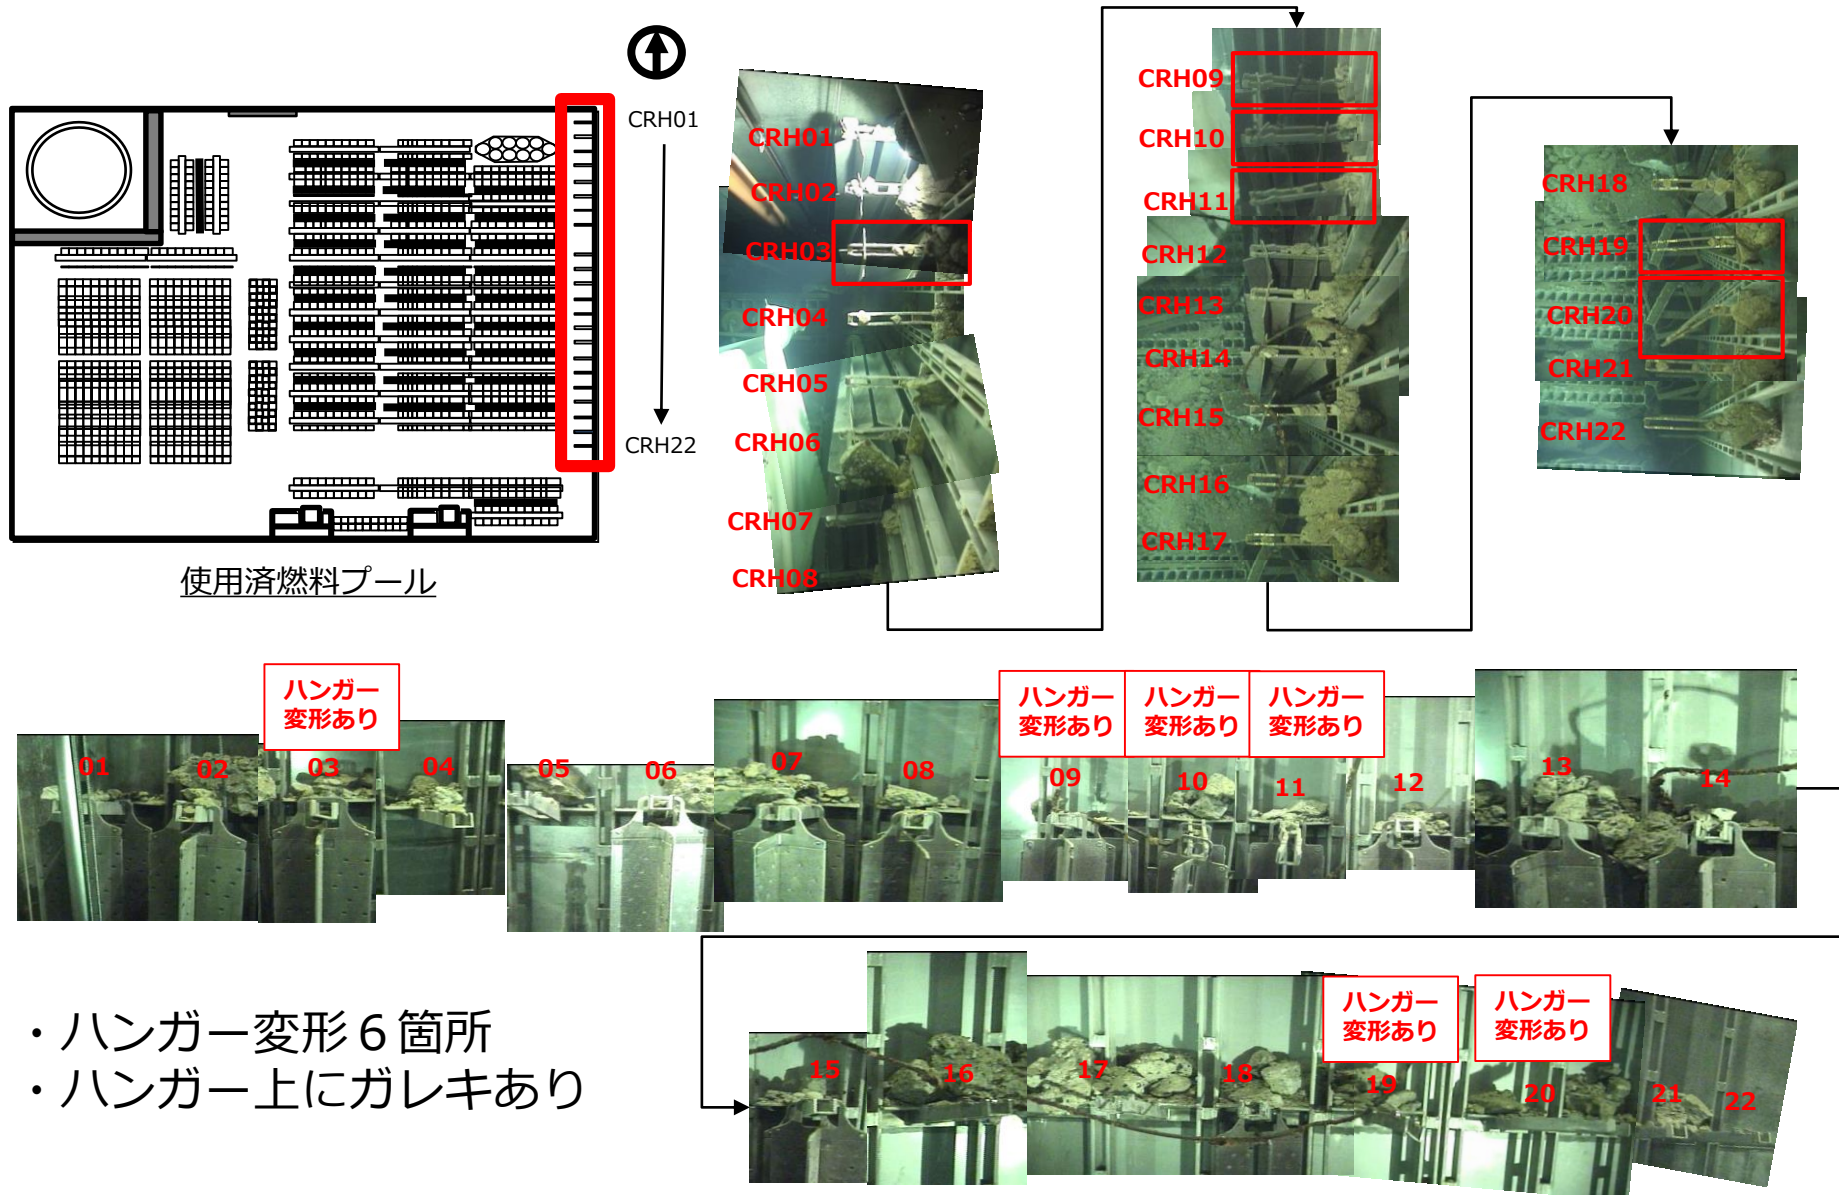 CRH01
CRH22
使用済燃料プール
CRH01
CRH02
CRH03
CRH04
CRH05
CRH06
CRH07
CRH08
CRH09
CRH10
CRH11
CRH12
CRH13
CRH14
CRH15
CRH16
CRH17
CRH18
CRH19
CRH20
CRH21
CRH22
ハンガー
変形あり
ハンガー
変形あり
ハンガー
変形あり
ハンガー
変形あり
01
02
03
04
05
06
07
08
09
10
11
12
13
14
ハンガー
変形あり
ハンガー
変形あり
15
16
17
18
19
20
21
22
・ハンガー変形６箇所
・ハンガー上にガレキあり